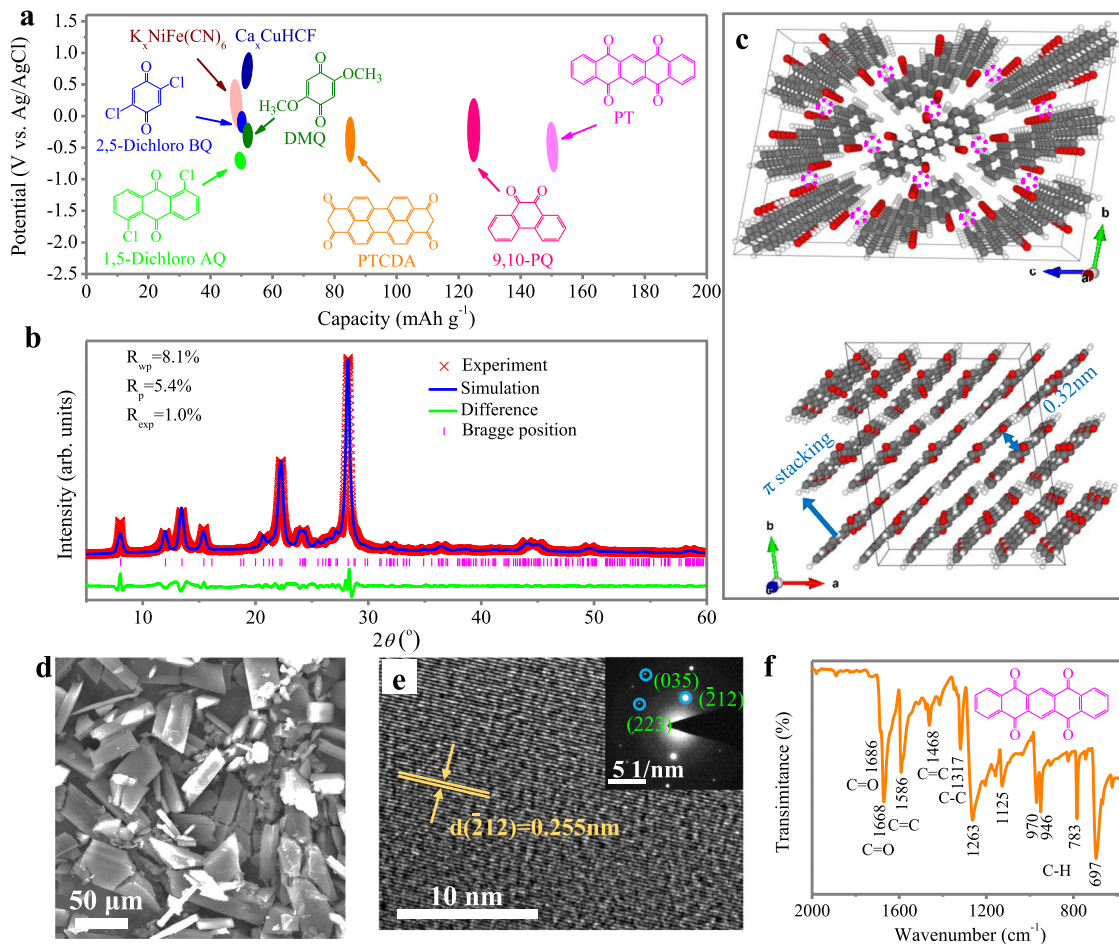 a
1.5
1.0
0.5
0.0
-0.5
-1.0
-1.5
-2.0
-2.5
Potential (V vs. Ag/AgCl)
KxNiFe(CN)6
CaxCuHCF
O
Cl
Cl
O
2,5-Dichloro BQ
O
OCH3
H3CO
O
DMQ
O O
O O
PT
O Cl
Cl O
1,5-Dichloro AQ
O O
O O
O O
PTCDA
O O
9,10-PQ
0 20 40 60 80 100 120 140 160 180 200
Capacity (mAh g-1)
b
Rwp=8.1%
Rp=5.4%
Rexp=1.0%
Experiment
Simulation
Difference
Bragge position
Intensity (arb. units)
10 20 30 40 50 60
2θ (o)
c
b
c
a
0.32nm
π stacking
b
a
c
d
50 μm
e
(035)
(2̄12)
(223)
5 1/nm
d(2̄12)=0.255nm
10 nm
f
O O
O O
Transimitance (%)
C=O
1686
1668
C=O
1586
C=C
1468
C=C
1317
C-C
1263
1125
970
946
783
697
C-H
2000 1600 1200 800
Wavenumber (cm-1)